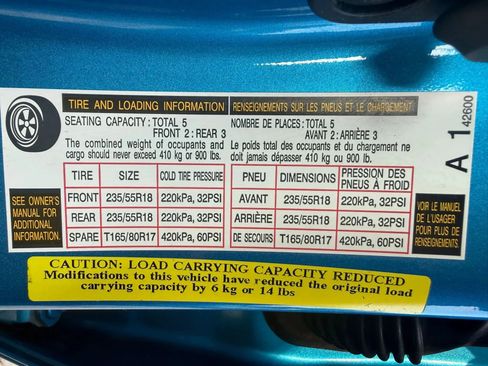 TIRE AND LOADING INFORMATION
SEATING CAPACITY : TOTAL 5
FRONT 2 : REAR 3
The combined weight of occupants and
cargo should never exceed 410 kg or 900 lbs.
RENSEIGNEMENTS SUR LES PNEUS ET LE CHARGEMENT
NOMBRE DE PLACES : TOTAL 5
AVANT 2 : ARRIÈRE 3
Le poids total des occupants et du chargement ne
doit jamais dépasser 410 kg ou 900 lb.
SEE OWNER'S
MANUAL FOR
ADDITIONAL
INFORMATION.
TIRE SIZE COLD TIRE PRESSURE
FRONT 235/55R18 220kPa, 32PSI
REAR 235/55R18 220kPa, 32PSI
SPARE T165/80R17 420kPa, 60PSI
PNEU DIMENSIONS PRESSION DES
PNEUS À FROID
AVANT 235/55R18 220kPa, 32PSI
ARRIÈRE 235/55R18 220kPa, 32PSI
DE SECOURS T165/80R17 420kPa, 60PSI
VOIR LE MANUEL
DE L'USAGER
POUR PLUS DE
RENSEIGNEMENTS
A 1 42600
CAUTION: LOAD CARRYING CAPACITY REDUCED
Modifications to this vehicle have reduced the original load
carrying capacity by 6 kg or 14 lbs